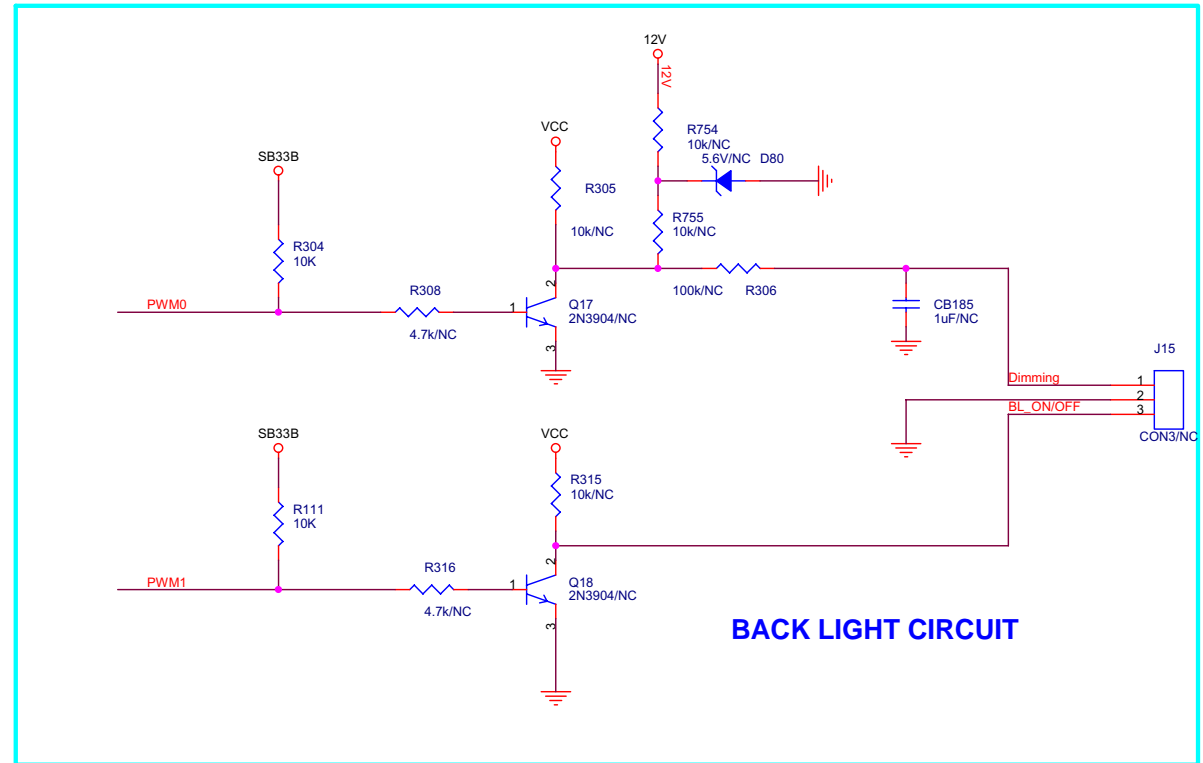 12V
12V
R754
10k/NC
5.6V/NC D80
VCC
R305
10k/NC
R755
10k/NC
SB33B
R304
10K
PWM0
R308
4.7k/NC
1
2
3
Q17
2N3904/NC
100k/NC R306
CB185
1uF/NC
J15
Dimming
1
2
BL_ON/OFF
3
CON3/NC
SB33B
R111
10K
PWM1
R316
4.7k/NC
VCC
R315
10k/NC
1
2
3
Q18
2N3904/NC
BACK LIGHT CIRCUIT